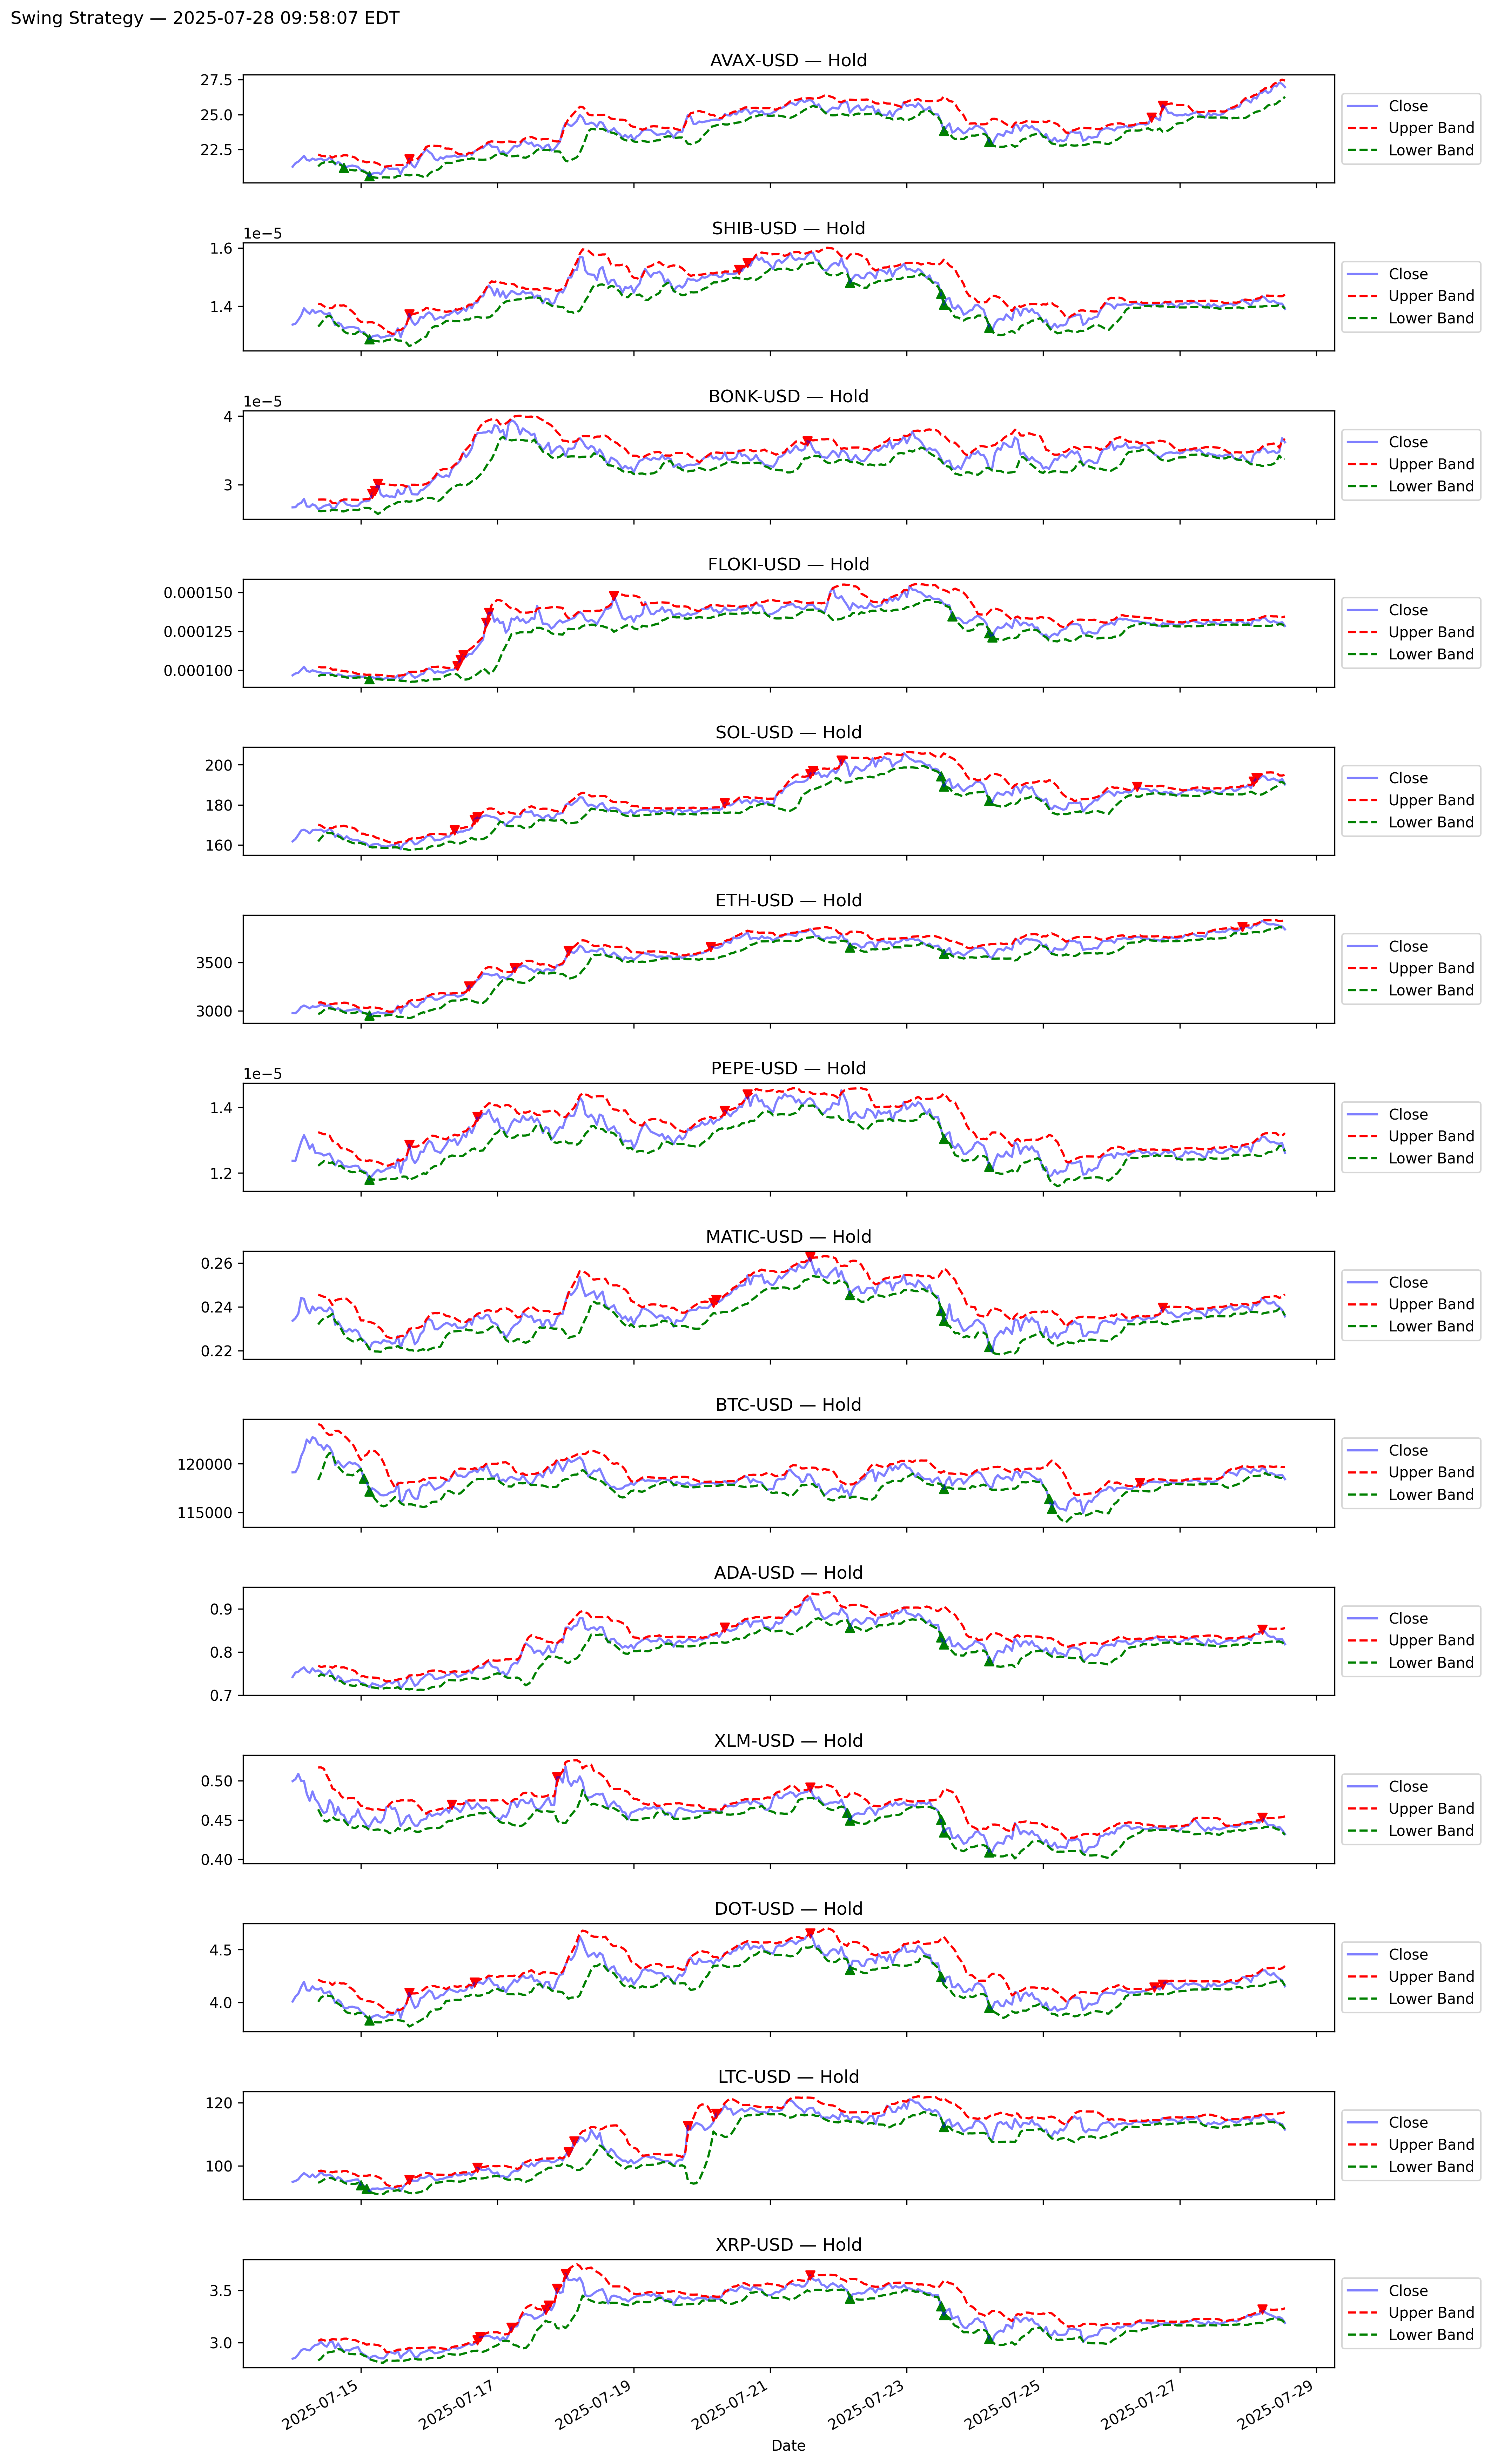 Swing Strategy — 2025-07-28 09:58:07 EDT
AVAX-USD — Hold
27.5
25.0
22.5
Close
Upper Band
Lower Band
SHIB-USD — Hold
1e−5
1.6
1.4
Close
Upper Band
Lower Band
BONK-USD — Hold
1e−5
4
3
Close
Upper Band
Lower Band
FLOKI-USD — Hold
0.000150
0.000125
0.000100
Close
Upper Band
Lower Band
SOL-USD — Hold
200
180
160
Close
Upper Band
Lower Band
ETH-USD — Hold
3500
3000
Close
Upper Band
Lower Band
PEPE-USD — Hold
1e−5
1.4
1.2
Close
Upper Band
Lower Band
MATIC-USD — Hold
0.26
0.24
0.22
Close
Upper Band
Lower Band
BTC-USD — Hold
120000
115000
Close
Upper Band
Lower Band
ADA-USD — Hold
0.9
0.8
0.7
Close
Upper Band
Lower Band
XLM-USD — Hold
0.50
0.45
0.40
Close
Upper Band
Lower Band
DOT-USD — Hold
4.5
4.0
Close
Upper Band
Lower Band
LTC-USD — Hold
120
100
Close
Upper Band
Lower Band
XRP-USD — Hold
3.5
3.0
Close
Upper Band
Lower Band
2025-07-15
2025-07-17
2025-07-19
2025-07-21
2025-07-23
2025-07-25
2025-07-27
2025-07-29
Date